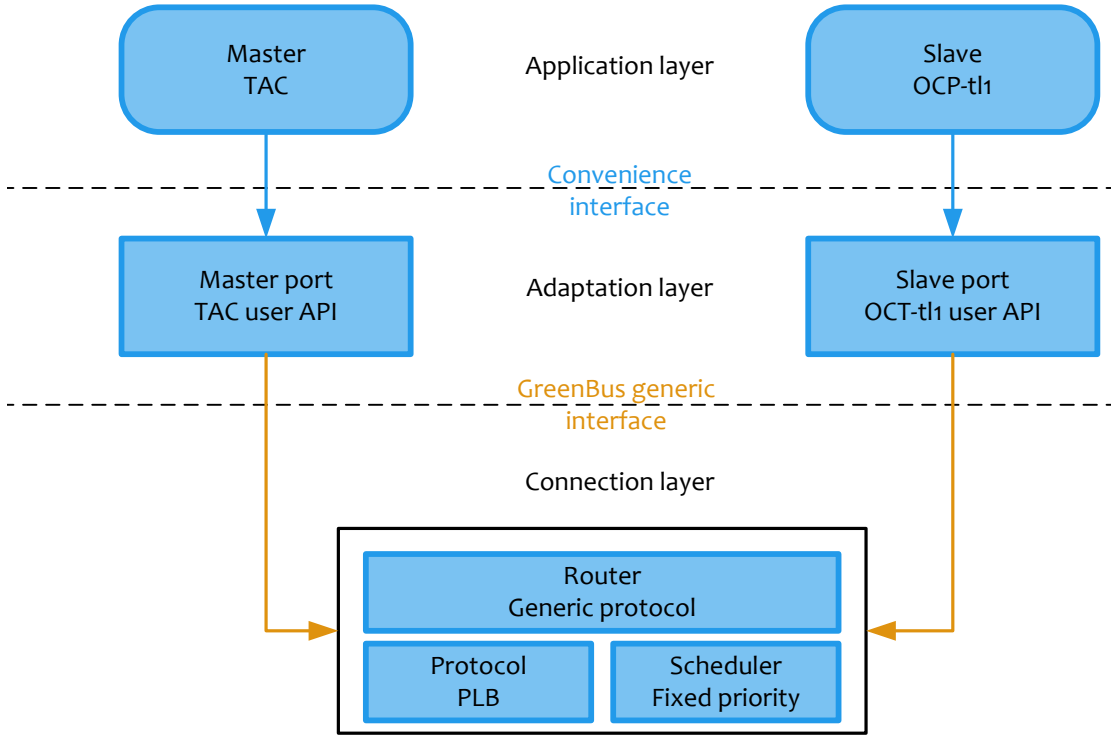 Master
TAC
Application layer
Slave
OCP-tl1
Convenience
interface
Master port
TAC user API
Adaptation layer
Slave port
OCT-tl1 user API
GreenBus generic
interface
Connection layer
Router
Generic protocol
Protocol
PLB
Scheduler
Fixed priority